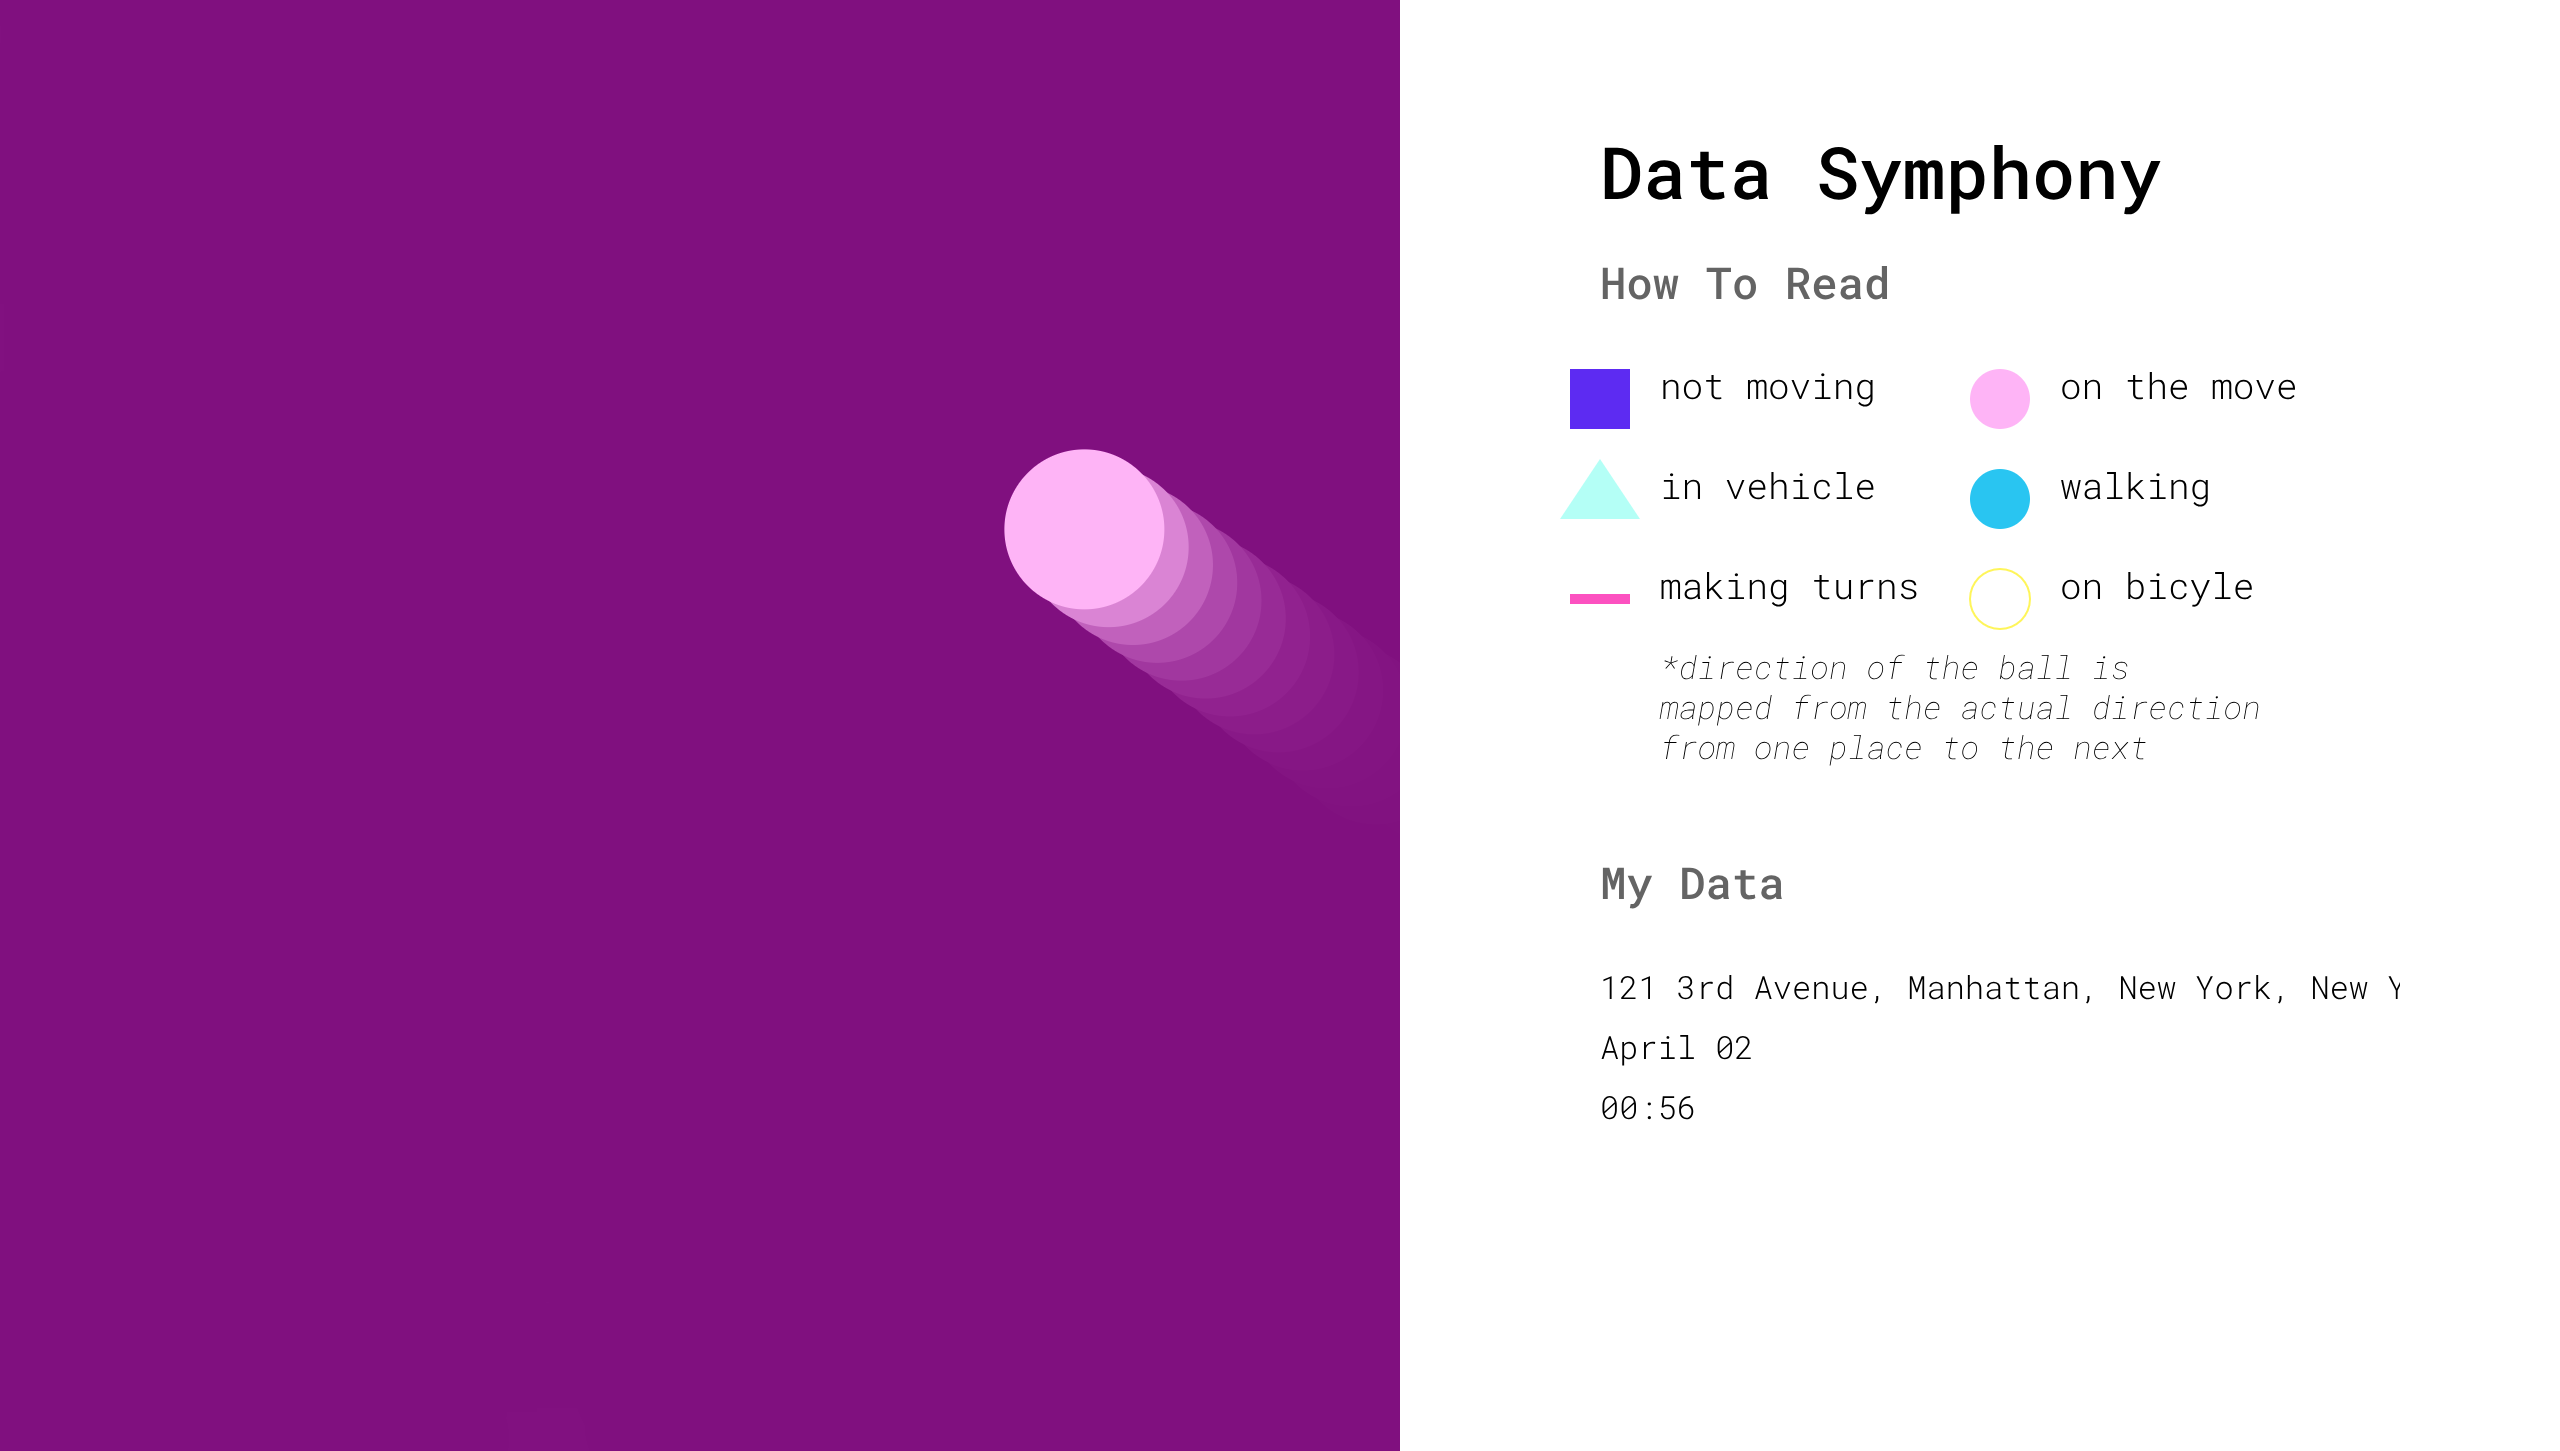 Data Symphony
How To Read
not moving
on the move
in vehicle
walking
making turns
on bicyle
*direction of the ball is
mapped from the actual direction
from one place to the next
My Data
121 3rd Avenue, Manhattan, New York, New Y
April 02
00:56